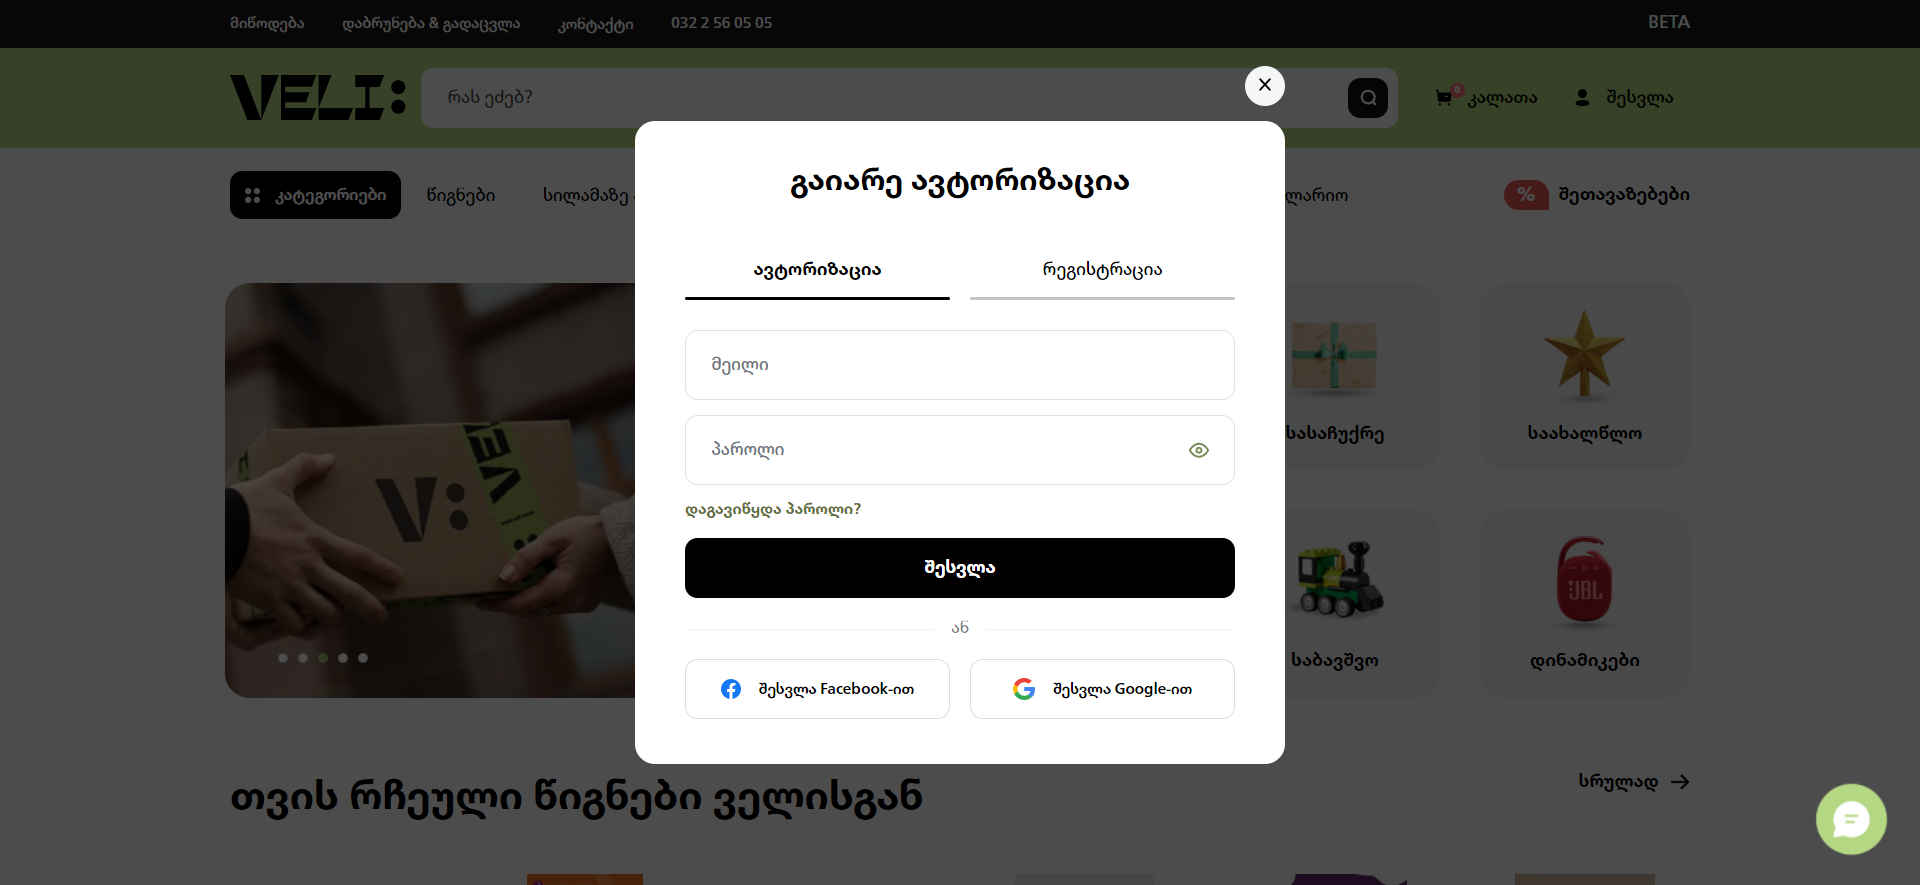 მიწოდება
დაბრუნება & გადაცვლა
კონტაქტი
032 2 56 05 05
BETA
VELI:
რას ეძებ?
0
კალათა
შესვლა
კატეგორიები
წიგნები
სილამაზე
% შეთავაზებები
გაიარე ავტორიზაცია
ავტორიზაცია
რეგისტრაცია
მეილი
პაროლი
დაგავიწყდა პაროლი?
შესვლა
ან
შესვლა Facebook-ით
შესვლა Google-ით
V:
VE
სასაჩუქრე
საახალწლო
JBL
საბავშვო
დინამიკები
თვის რჩეული წიგნები ველისგან
სრულად